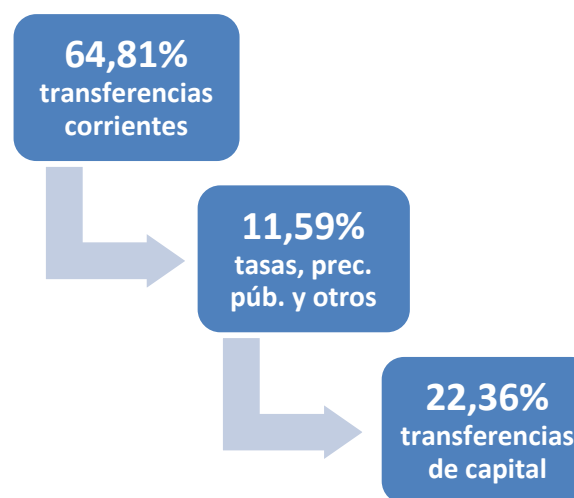 64,81%
transferencias
corrientes
11,59%
tasas, prec.
púb. y otros
22,36%
transferencias
de capital